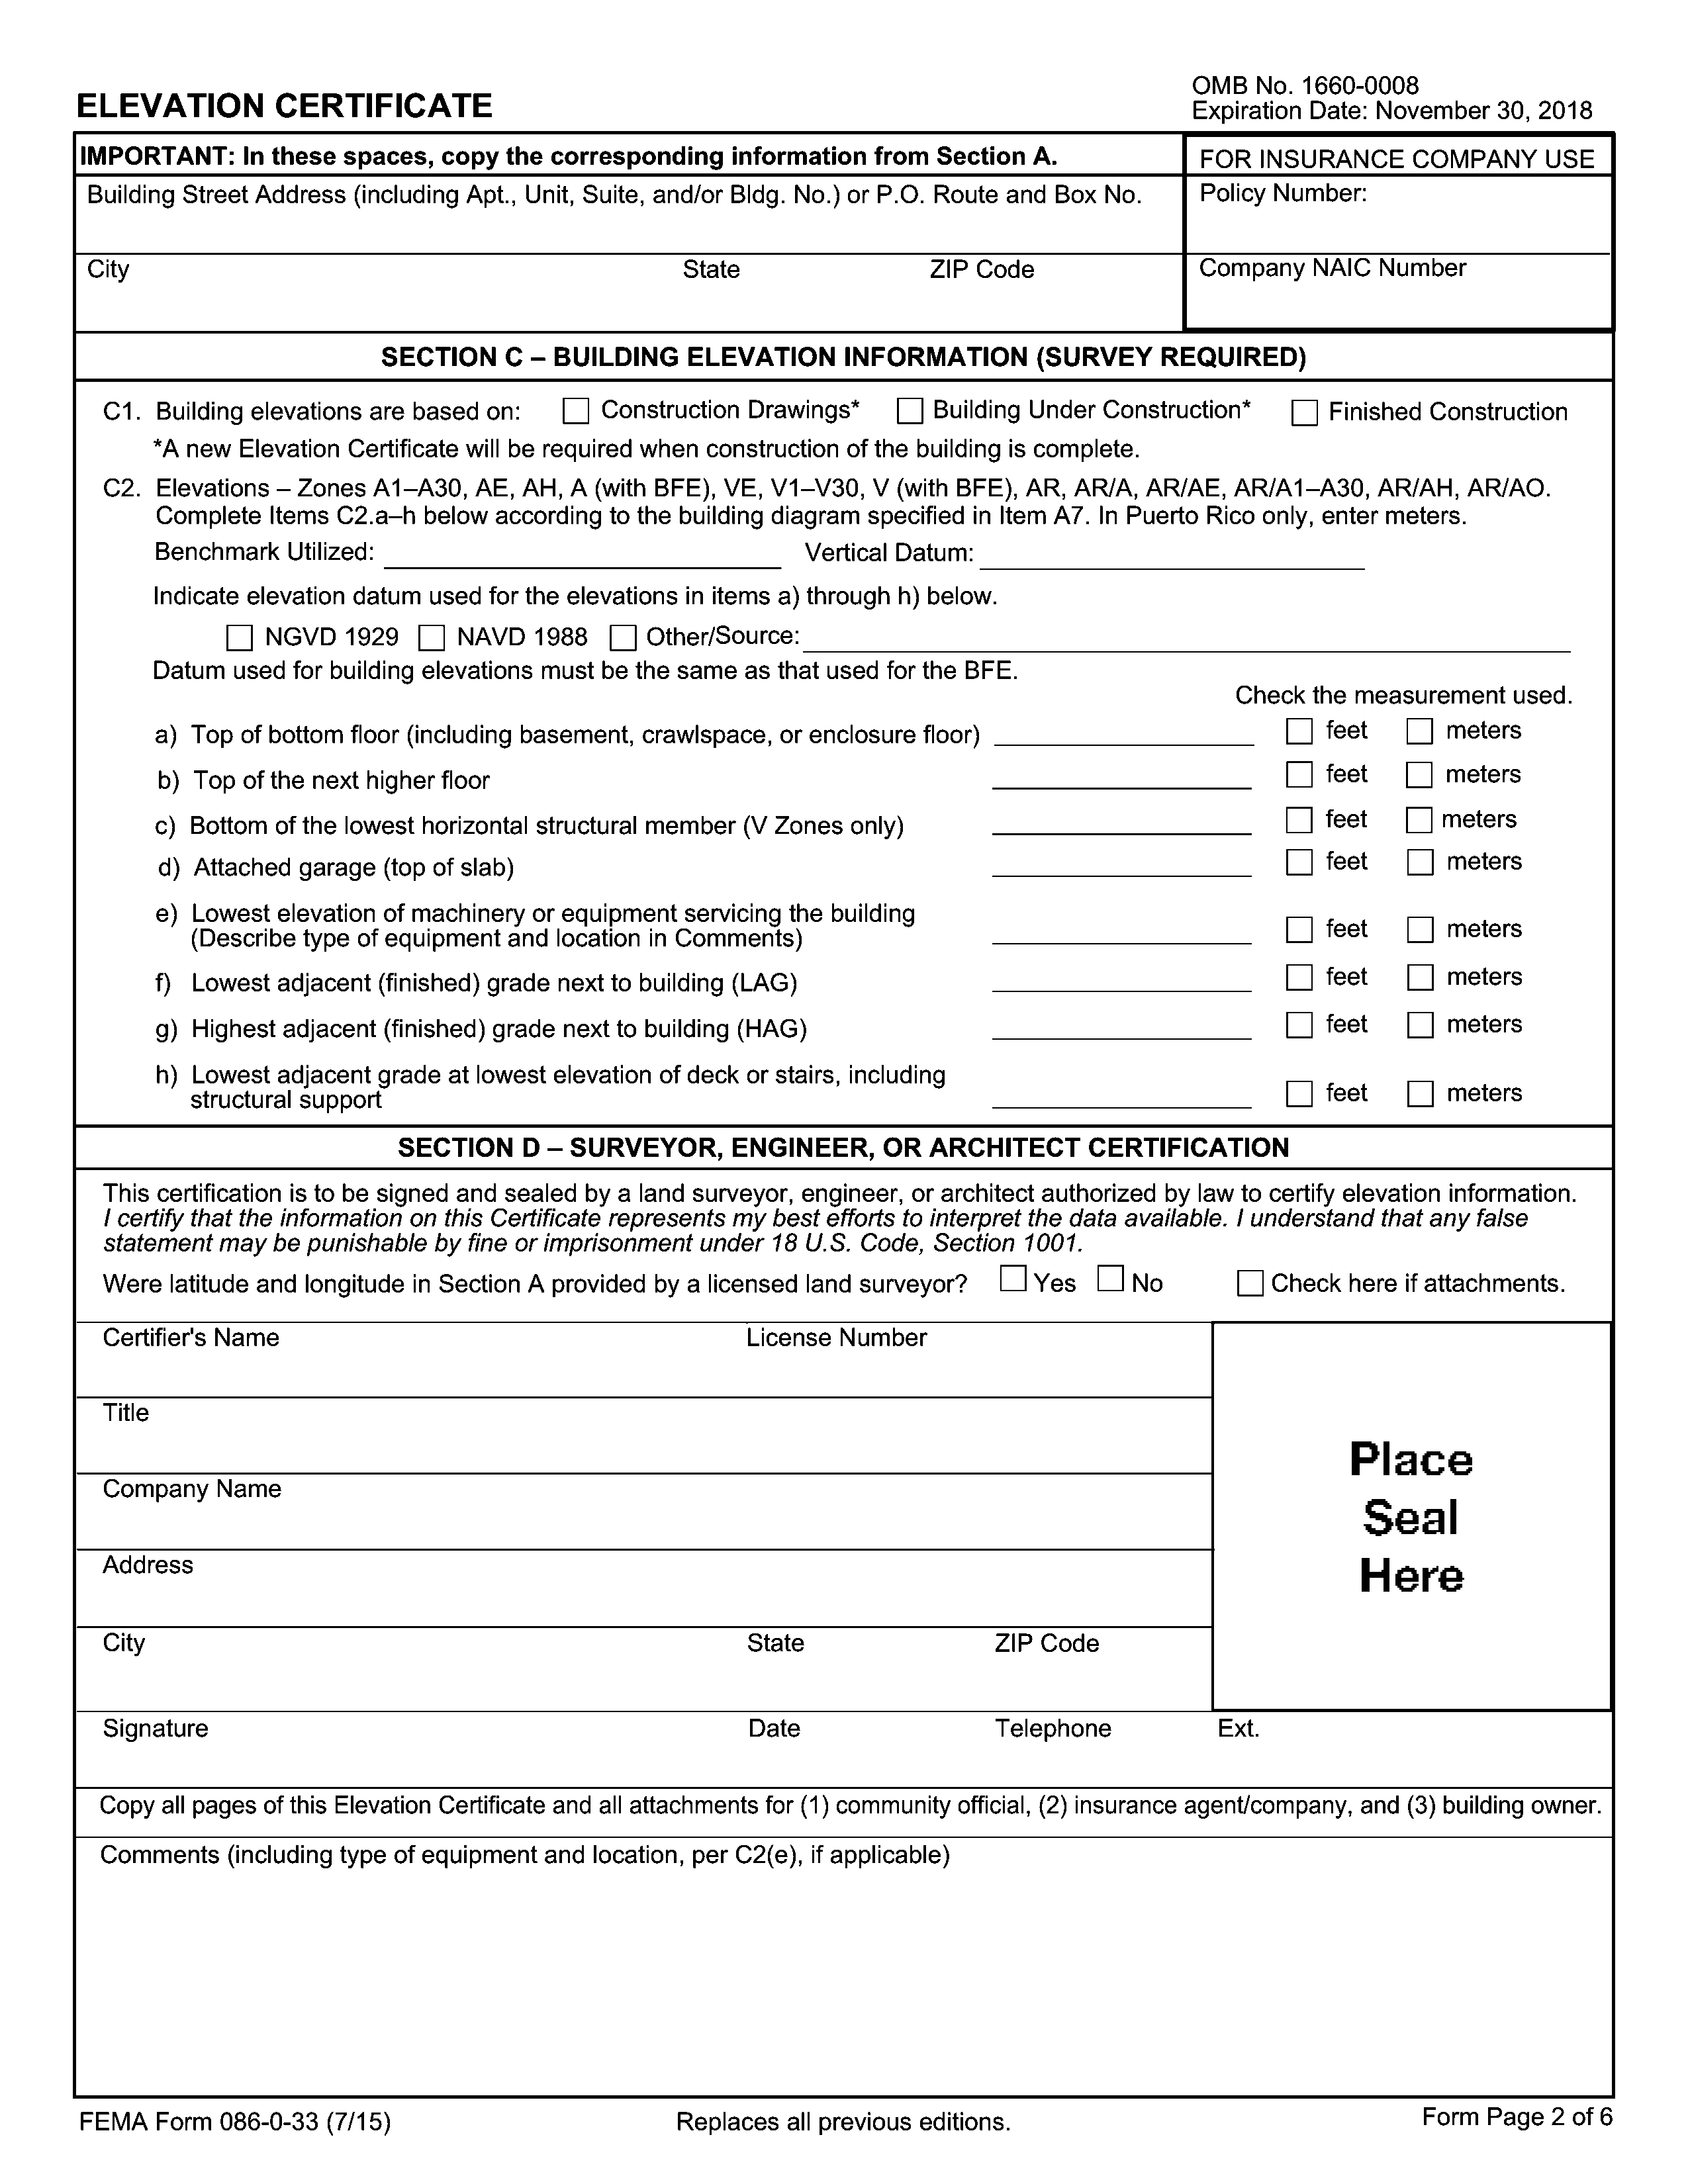 ELEVATION CERTIFICATE
OMB No. 1660-0008
Expiration Date: November 30, 2018
IMPORTANT: In these spaces, copy the corresponding information from Section A.
FOR INSURANCE COMPANY USE
Building Street Address (including Apt., Unit, Suite, and/or Bldg. No.) or P.O. Route and Box No.
Policy Number:
City State ZIP Code
Company NAIC Number
SECTION C – BUILDING ELEVATION INFORMATION (SURVEY REQUIRED)
C1. Building elevations are based on: Construction Drawings* Building Under Construction* Finished Construction
*A new Elevation Certificate will be required when construction of the building is complete.
C2. Elevations – Zones A1–A30, AE, AH, A (with BFE), VE, V1–V30, V (with BFE), AR, AR/A, AR/AE, AR/A1–A30, AR/AH, AR/AO.
Complete Items C2.a–h below according to the building diagram specified in Item A7. In Puerto Rico only, enter meters.
Benchmark Utilized: Vertical Datum:
Indicate elevation datum used for the elevations in items a) through h) below.
NGVD 1929 NAVD 1988 Other/Source:
Datum used for building elevations must be the same as that used for the BFE.
Check the measurement used.
a) Top of bottom floor (including basement, crawlspace, or enclosure floor) feet meters
b) Top of the next higher floor feet meters
c) Bottom of the lowest horizontal structural member (V Zones only) feet meters
d) Attached garage (top of slab) feet meters
e) Lowest elevation of machinery or equipment servicing the building
(Describe type of equipment and location in Comments) feet meters
f) Lowest adjacent (finished) grade next to building (LAG) feet meters
g) Highest adjacent (finished) grade next to building (HAG) feet meters
h) Lowest adjacent grade at lowest elevation of deck or stairs, including
structural support feet meters
SECTION D – SURVEYOR, ENGINEER, OR ARCHITECT CERTIFICATION
This certification is to be signed and sealed by a land surveyor, engineer, or architect authorized by law to certify elevation information.
I certify that the information on this Certificate represents my best efforts to interpret the data available. I understand that any false
statement may be punishable by fine or imprisonment under 18 U.S. Code, Section 1001.
Were latitude and longitude in Section A provided by a licensed land surveyor? Yes No Check here if attachments.
Certifier's Name License Number
Title
Company Name
Address
City State ZIP Code
Place
Seal
Here
Signature Date Telephone Ext.
Copy all pages of this Elevation Certificate and all attachments for (1) community official, (2) insurance agent/company, and (3) building owner.
Comments (including type of equipment and location, per C2(e), if applicable)
FEMA Form 086-0-33 (7/15) Replaces all previous editions. Form Page 2 of 6